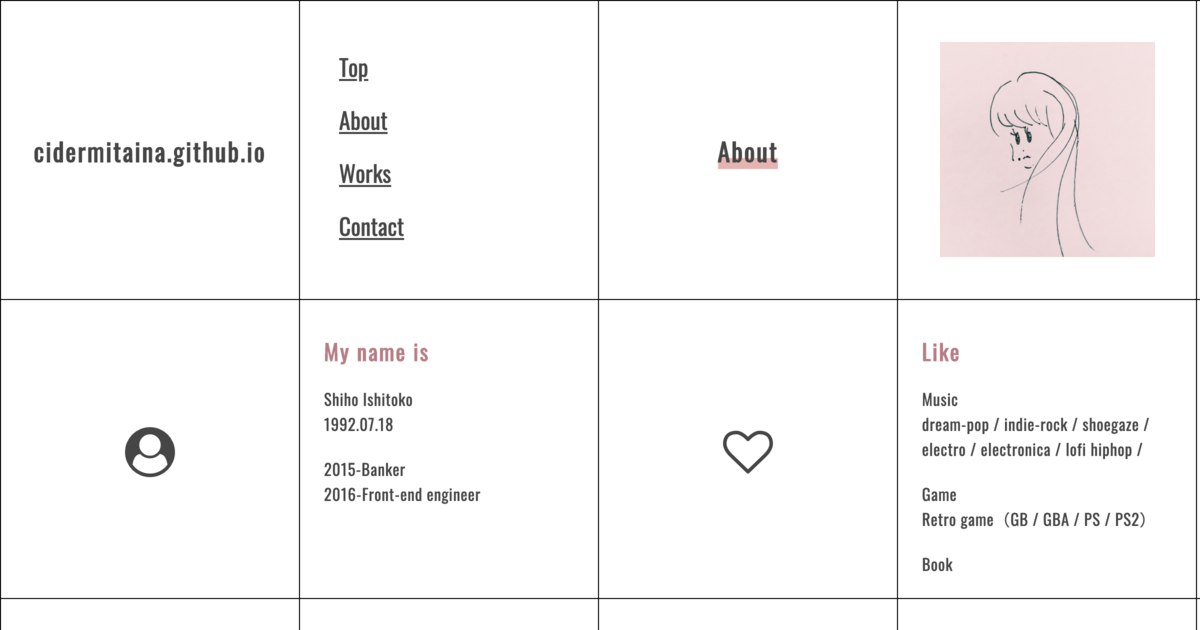 cidermitaina.github.io
Top
About
Works
Contact
About
My name is
Shiho Ishitoko
1992.07.18
2015-Banker
2016-Front-end engineer
Like
Music
dream-pop / indie-rock / shoegaze /
electro / electronica / lofi hiphop /
Game
Retro game（GB / GBA / PS / PS2）
Book